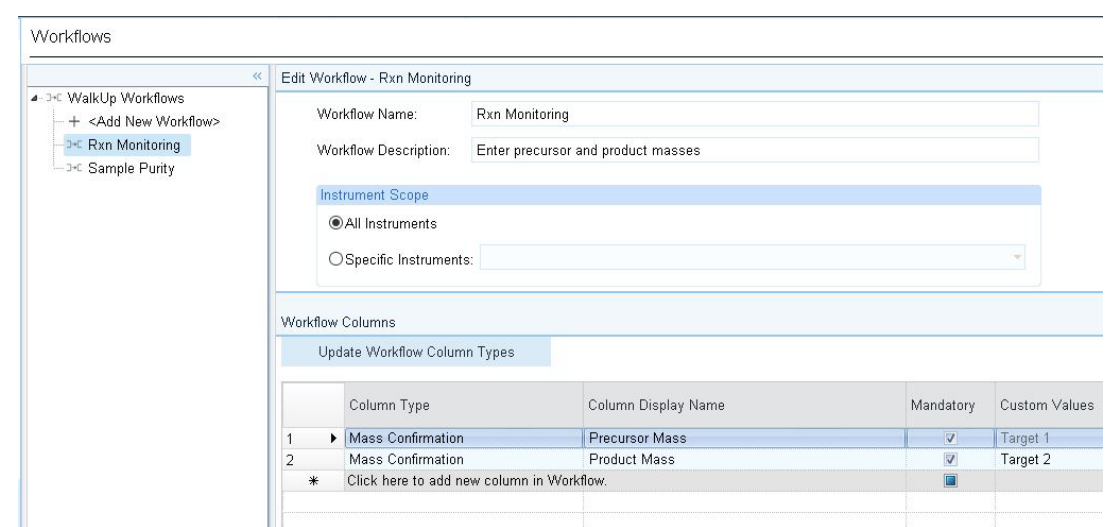 Workflows
«
WalkUp Workflows
+ <Add New Workflow>
Rxn Monitoring
Sample Purity
Edit Workflow - Rxn Monitoring
Workflow Name: Rxn Monitoring
Workflow Description: Enter precursor and product masses
Instrument Scope
All Instruments
Specific Instruments:
Workflow Columns
Update Workflow Column Types
Column Type Column Display Name Mandatory Custom Values
1 Mass Confirmation Precursor Mass Target 1
2 Mass Confirmation Product Mass Target 2
* Click here to add new column in Workflow.